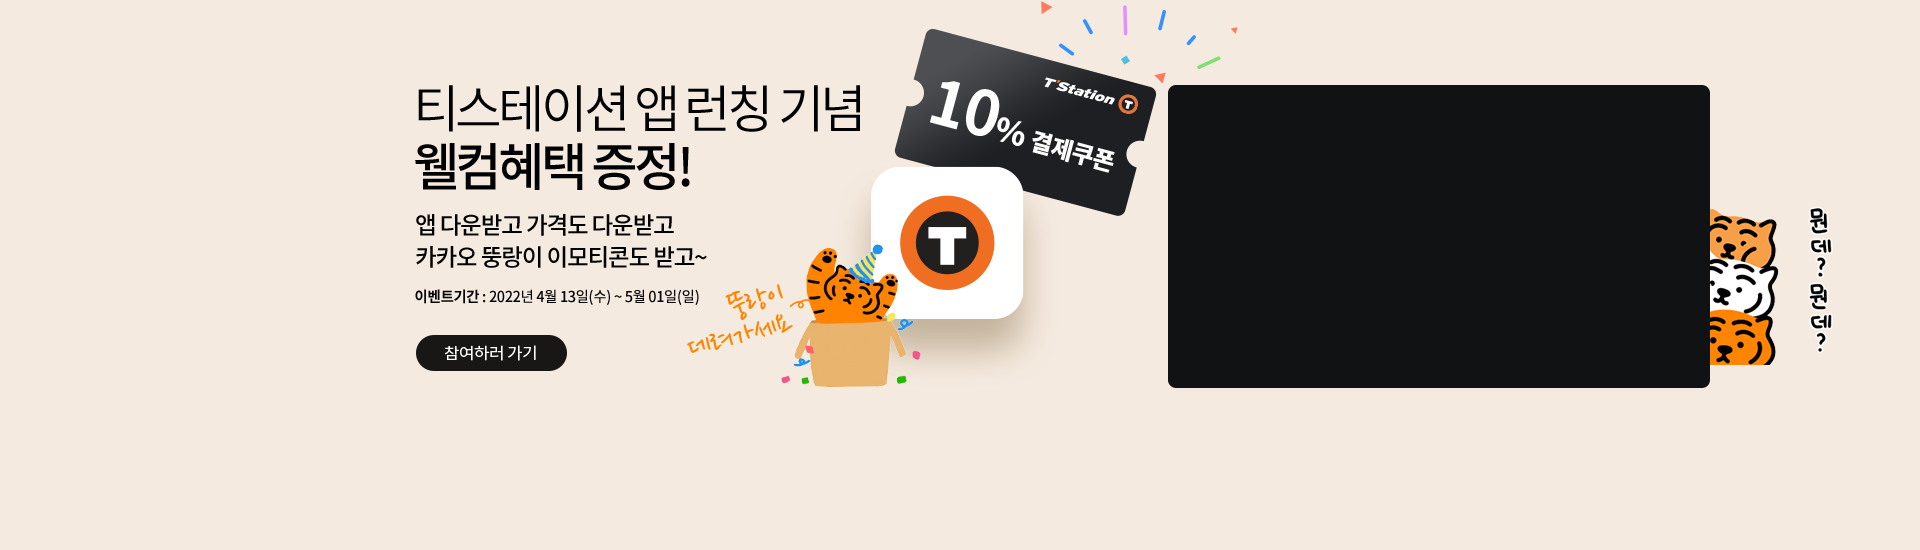 티스테이션 앱 런칭 기념
웰컴혜택 증정!
앱 다운받고 가격도 다운받고
카카오 뚱랑이 이모티콘도 받고~
이벤트기간 : 2022년 4월 13일(수) ~ 5월 01일(일)
참여하러 가기
뚱랑이
데려가세요
T'Station T
10% 결제쿠폰
T
뭔데?
뭔데?